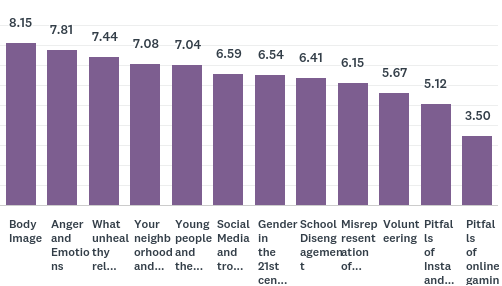 8.15
7.81
7.44
7.08
7.04
6.59
6.54
6.41
6.15
5.67
5.12
3.50
Body
Image
Anger
and
Emotio
ns
What
unheal
thy
rel...
Your
neighb
orhood
and...
Young
people
and
the...
Social
Media
and
tro...
Gender
in
the
21st
cen...
School
Diseng
agemen
t
Misrep
resent
ation
of...
Volunt
eering
Pitfal
ls
of
Insta
and...
Pitfal
ls
of
online
gamin